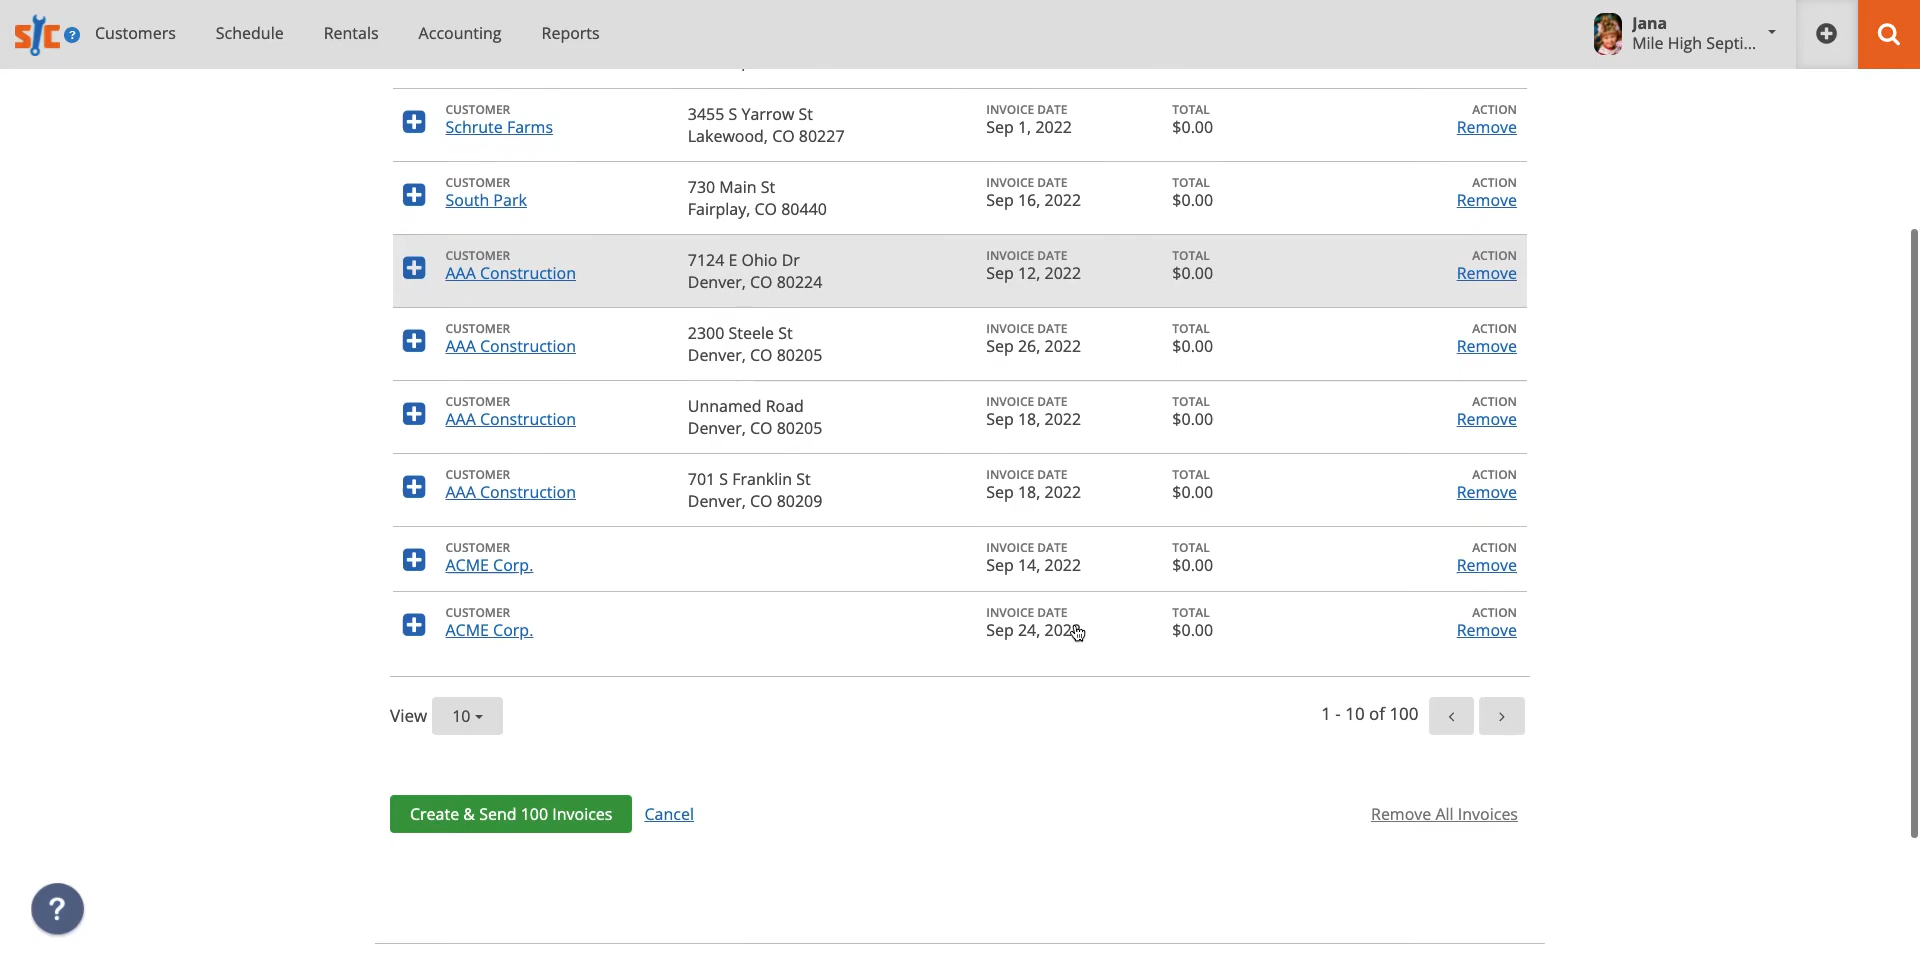 SJC ? Customers Schedule Rentals Accounting Reports
Jana
Mile High Septi...
CUSTOMER 3455 S Yarrow St INVOICE DATE TOTAL ACTION
Schrute Farms Lakewood, CO 80227 Sep 1, 2022 $0.00 Remove
CUSTOMER 730 Main St INVOICE DATE TOTAL ACTION
South Park Fairplay, CO 80440 Sep 16, 2022 $0.00 Remove
CUSTOMER 7124 E Ohio Dr INVOICE DATE TOTAL ACTION
AAA Construction Denver, CO 80224 Sep 12, 2022 $0.00 Remove
CUSTOMER 2300 Steele St INVOICE DATE TOTAL ACTION
AAA Construction Denver, CO 80205 Sep 26, 2022 $0.00 Remove
CUSTOMER Unnamed Road INVOICE DATE TOTAL ACTION
AAA Construction Denver, CO 80205 Sep 18, 2022 $0.00 Remove
CUSTOMER 701 S Franklin St INVOICE DATE TOTAL ACTION
AAA Construction Denver, CO 80209 Sep 18, 2022 $0.00 Remove
CUSTOMER INVOICE DATE TOTAL ACTION
ACME Corp. Sep 14, 2022 $0.00 Remove
CUSTOMER INVOICE DATE TOTAL ACTION
ACME Corp. Sep 24, 2022 $0.00 Remove
View 10 1 - 10 of 100 < >
Create & Send 100 Invoices Cancel Remove All Invoices
?